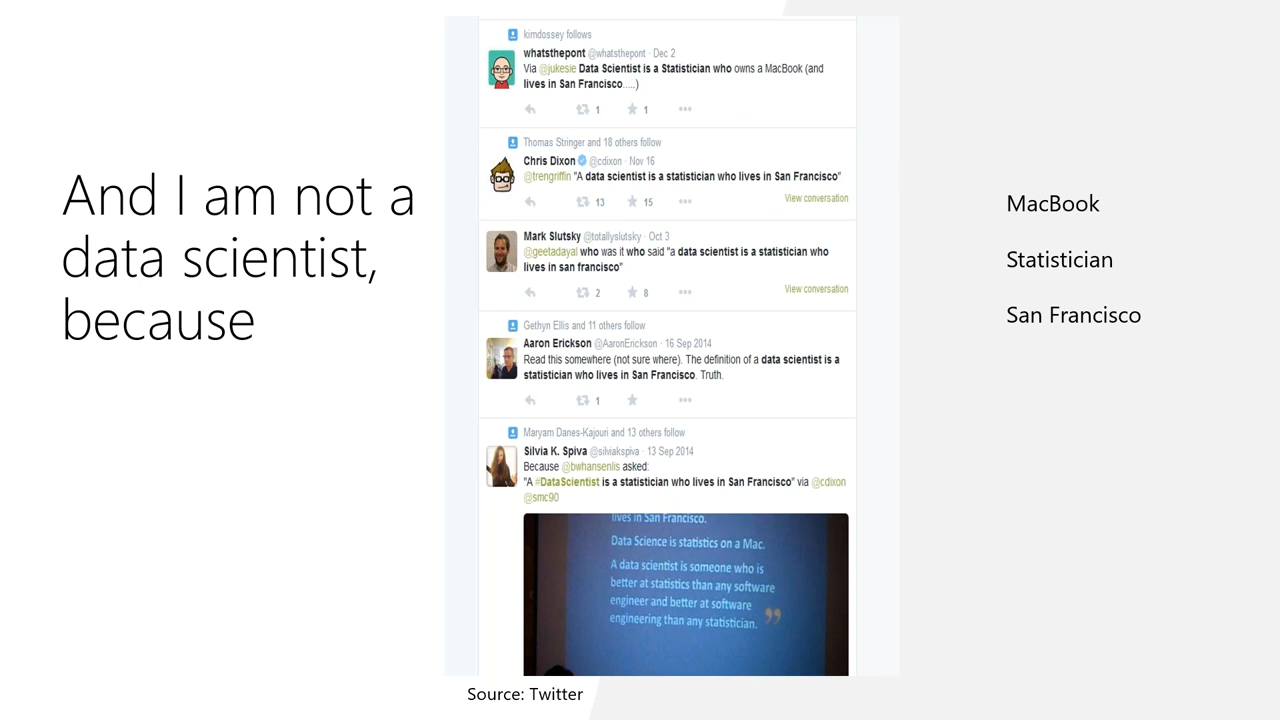 And I am not a
data scientist,
because
kimdossey follows
whatsthepont @whatsthepont · Dec 2
Via @jukesie Data Scientist is a Statistician who owns a MacBook (and
lives in San Francisco.....)
1 1
Thomas Stringer and 18 others follow
Chris Dixon @cdixon · Nov 16
@trengriffin "A data scientist is a statistician who lives in San Francisco"
13 15 View conversation
Mark Slutsky @totallyslutsky · Oct 3
@geetadayal who was it who said "a data scientist is a statistician who
lives in san francisco"
2 8 View conversation
Gethyn Ellis and 11 others follow
Aaron Erickson @AaronErickson · 16 Sep 2014
Read this somewhere (not sure where). The definition of a data scientist is a
statistician who lives in San Francisco. Truth.
1
Maryam Danes-Kajouri and 13 others follow
Silvia K. Spiva @silviakspiva · 13 Sep 2014
Because @bwhansenlis asked:
"A #DataScientist is a statistician who lives in San Francisco" via @cdixon
@smc90
lives in San Francisco.
Data Science is statistics on a Mac.
A data scientist is someone who is
better at statistics than any software
engineer and better at software
engineering than any statistician. ”
Source: Twitter
MacBook
Statistician
San Francisco